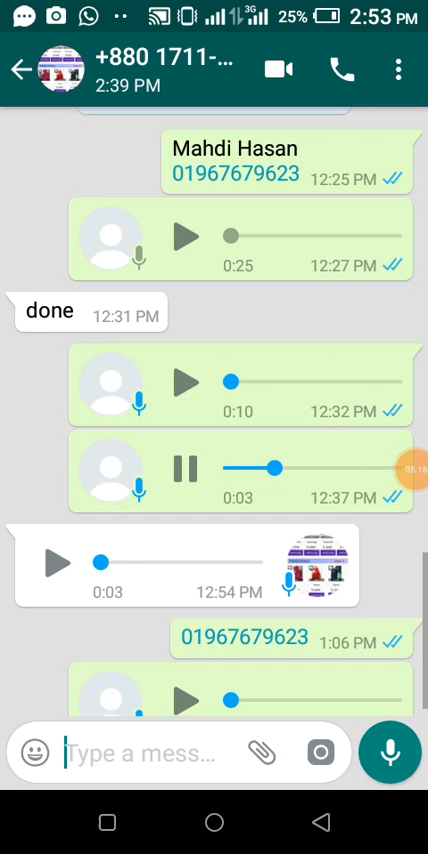 3G 25% 2:53 PM
+880 1711-...
2:39 PM
Mahdi Hasan
01967679623 12:25 PM
0:25 12:27 PM
done 12:31 PM
0:10 12:32 PM
05:16
0:03 12:37 PM
0:03 12:54 PM
01967679623 1:06 PM
Type a mess...